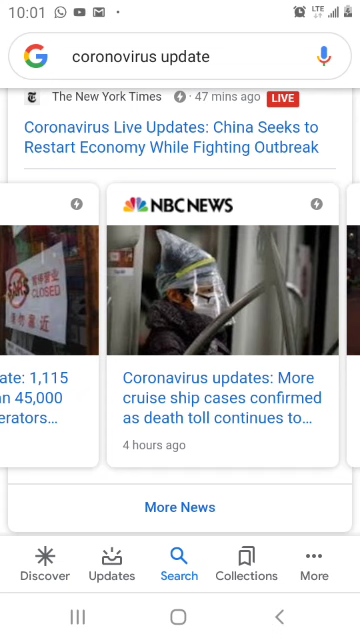 10:01
LTE
coronovirus update
The New York Times · 47 mins ago LIVE
Coronavirus Live Updates: China Seeks to
Restart Economy While Fighting Outbreak
CLOSED
ate: 1,115
an 45,000
erators...
NBC NEWS
Coronavirus updates: More
cruise ship cases confirmed
as death toll continues to...
4 hours ago
More News
Discover Updates Search Collections More